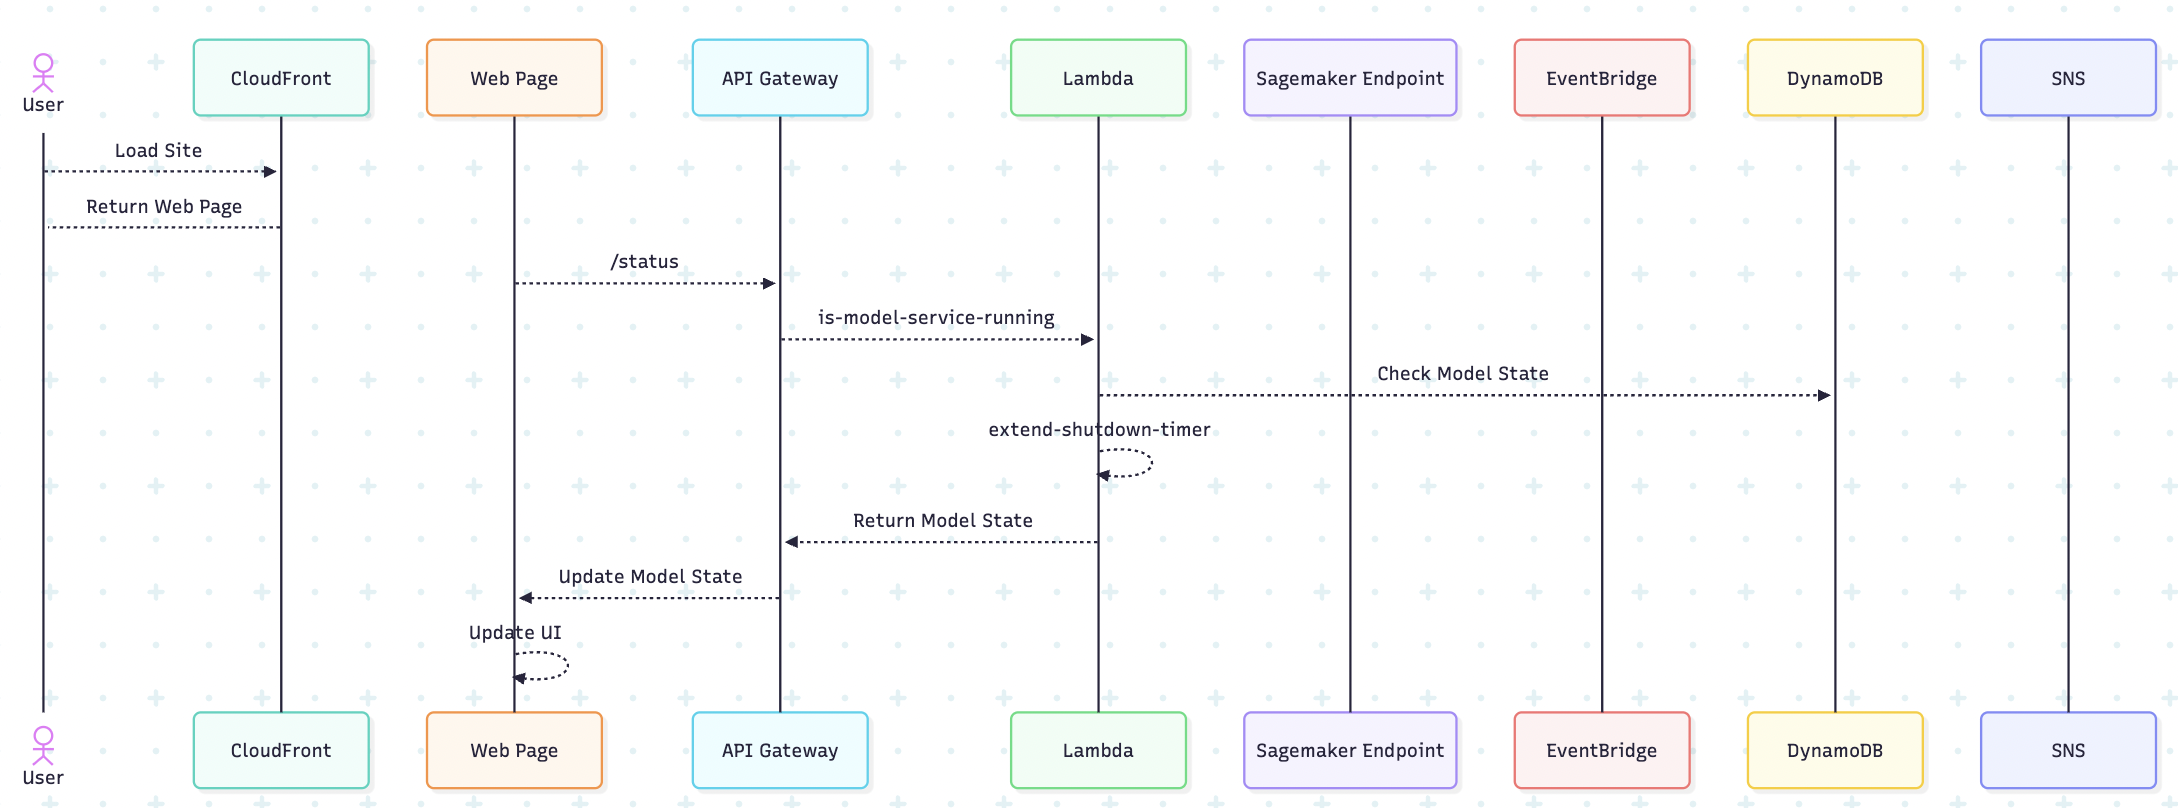 User
CloudFront
Web Page
API Gateway
Lambda
Sagemaker Endpoint
EventBridge
DynamoDB
SNS
Load Site
Return Web Page
/status
is-model-service-running
Check Model State
extend-shutdown-timer
Return Model State
Update Model State
Update UI
User
CloudFront
Web Page
API Gateway
Lambda
Sagemaker Endpoint
EventBridge
DynamoDB
SNS